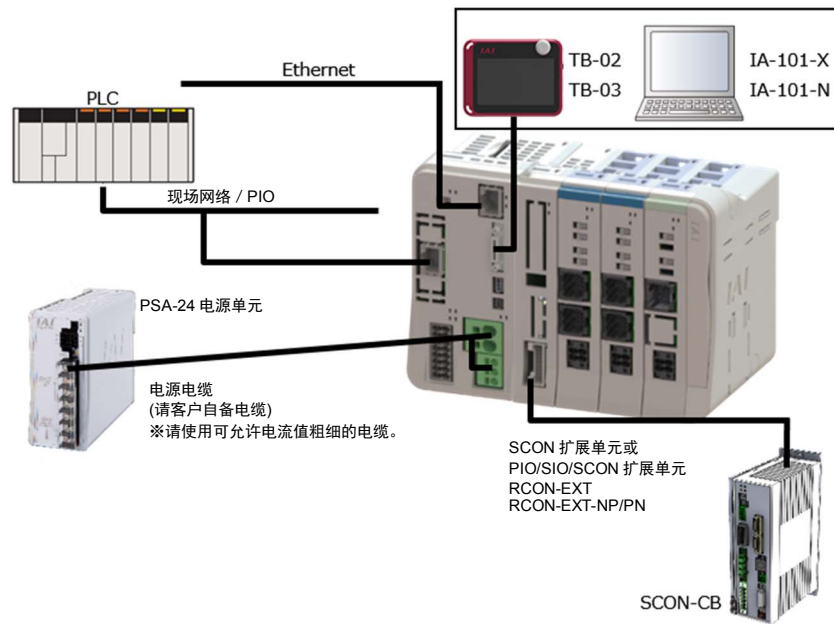 Ethernet
PLC
现场网络 / PIO
TB-02
TB-03
IA-101-X
IA-101-N
PSA-24 电源单元
电源电缆
(请客户自备电缆)
※请使用可允许电流值粗细的电缆。
SCON 扩展单元或
PIO/SIO/SCON 扩展单元
RCON-EXT
RCON-EXT-NP/PN
SCON-CB
IAI
IAI